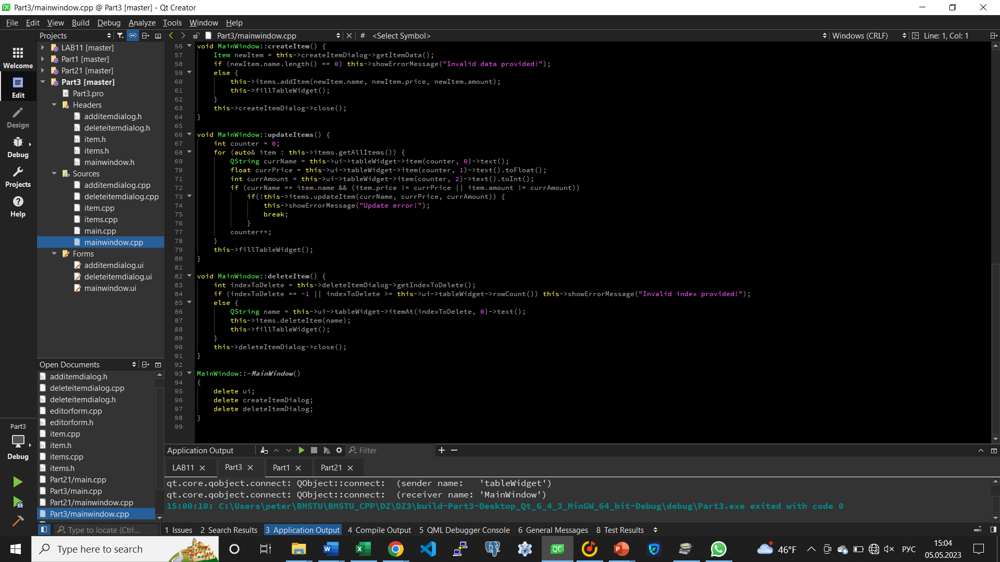 Part3/mainwindow.cpp @ Part3 [master] - Qt Creator
File Edit View Build Debug Analyze Tools Window Help
Projects
Part3/mainwindow.cpp
# <Select Symbol>
Windows (CRLF)
Line: 1, Col: 1
Welcome
Edit
Design
Debug
Projects
Help
LAB11 [master]
Part1 [master]
Part21 [master]
Part3 [master]
Part3.pro
Headers
additemdialog.h
deleteitemdialog.h
item.h
items.h
mainwindow.h
Sources
additemdialog.cpp
deleteitemdialog.cpp
item.cpp
items.cpp
main.cpp
mainwindow.cpp
Forms
additemdialog.ui
deleteitemdialog.ui
mainwindow.ui
Open Documents
additemdialog.h
deleteitemdialog.cpp
deleteitemdialog.h
editorform.cpp
editorform.h
item.cpp
item.h
items.cpp
items.h
Part21/main.cpp
Part3/main.cpp
Part21/mainwindow.cpp
Part3/mainwindow.cpp
Part3
Debug
56 void MainWindow::createItem() {
57 Item newItem = this->createItemDialog->getItemData();
58 if (newItem.name.length() == 0) this->showErrorMessage("Invalid data provided!");
59 else {
60 this->items.addItem(newItem.name, newItem.price, newItem.amount);
61 this->fillTableWidget();
62 }
63 this->createItemDialog->close();
64 }
65
66 void MainWindow::updateItems() {
67 int counter = 0;
68 for (auto& item : this->items.getAllItems()) {
69 QString currName = this->ui->tableWidget->item(counter, 0)->text();
70 float currPrice = this->ui->tableWidget->item(counter, 1)->text().toFloat();
71 int currAmount = this->ui->tableWidget->item(counter, 2)->text().toInt();
72 if (currName == item.name && (item.price != currPrice || item.amount != currAmount))
73 if(!this->items.updateItem(currName, currPrice, currAmount)) {
74 this->showErrorMessage("Update error!");
75 break;
76 }
77 counter++;
78 }
79 this->fillTableWidget();
80 }
81
82 void MainWindow::deleteItem() {
83 int indexToDelete = this->deleteItemDialog->getIndexToDelete();
84 if (indexToDelete == -1 || indexToDelete >= this->ui->tableWidget->rowCount()) this->showErrorMessage("Invalid index provided!");
85 else {
86 QString name = this->ui->tableWidget->itemAt(indexToDelete, 0)->text();
87 this->items.deleteItem(name);
88 this->fillTableWidget();
89 }
90 this->deleteItemDialog->close();
91 }
92
93 MainWindow::~MainWindow()
94 {
95 delete ui;
96 delete createItemDialog;
97 delete deleteItemDialog;
98 }
99
Application Output
Filter
LAB11 Part3 Part1 Part21
qt.core.qobject.connect: QObject::connect: (sender name: 'tableWidget')
qt.core.qobject.connect: QObject::connect: (receiver name: 'MainWindow')
15:00:10: C:\Users\peter\BMSTU\BMSTU_CPP\DZ\DZ3\build-Part3-Desktop_Qt_6_4_3_MinGW_64_bit-Debug\debug\Part3.exe exited with code 0
Type to locate (Ctrl...
1 Issues 2 Search Results 3 Application Output 4 Compile Output 5 QML Debugger Console 6 General Messages 8 Test Results
Type here to search
46°F
РУС
15:04
05.05.2023